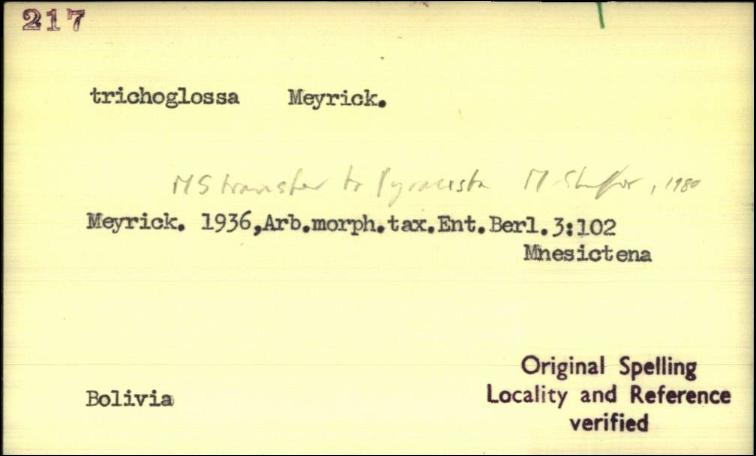 217
trichoglossa Meyrick.
MS transfer to Pyrausta M. Shaffer, 1980
Meyrick. 1936,Arb.morph.tax.Ent.Berl.3:102
Mnesictena
Bolivia
Original Spelling
Locality and Reference
verified